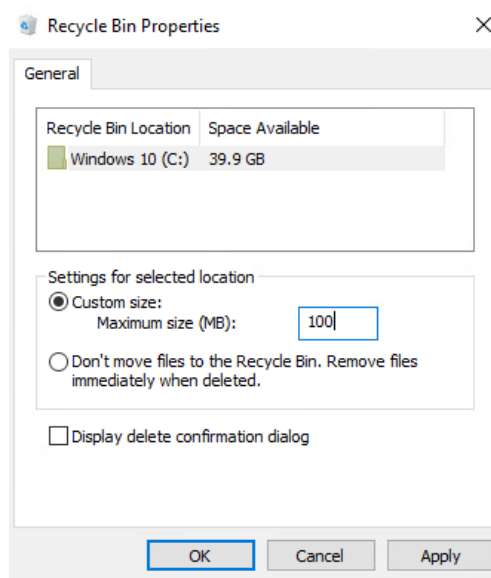 Recycle Bin Properties
General
Recycle Bin Location Space Available
Windows 10 (C:) 39.9 GB
Settings for selected location
Custom size:
Maximum size (MB): 100
Don't move files to the Recycle Bin. Remove files
immediately when deleted.
Display delete confirmation dialog
OK Cancel Apply